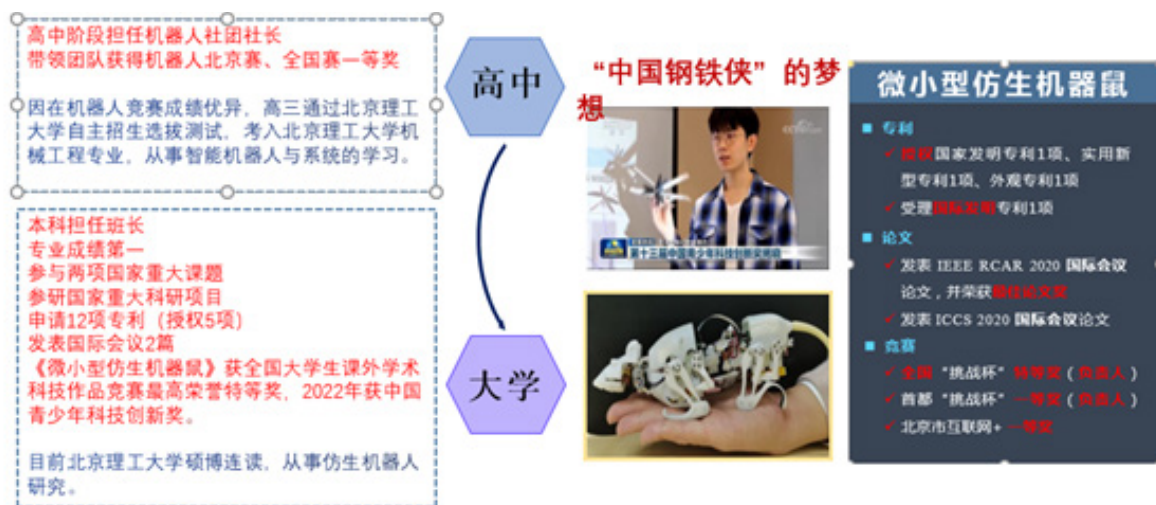 高中阶段担任机器人社团社长
带领团队获得机器人北京赛、全国赛一等奖
因在机器人竞赛成绩优异，高三通过北京理工
大学自主招生选拔测试，考入北京理工大学机
械工程专业，从事智能机器人与系统的学习。
本科担任班长
专业成绩第一
参与两项国家重大课题
参研国家重大科研项目
申请12项专利（授权5项）
发表国际会议2篇
《微小型仿生机器鼠》获全国大学生课外学术
科技作品竞赛最高荣誉特等奖，2022年获中国
青少年科技创新奖。
目前北京理工大学硕博连读，从事仿生机器人
研究。
高中
大学
“中国钢铁侠”的梦
想
第十三届中国青少年科技创新奖揭晓
微小型仿生机器鼠
专利
授权国家发明专利1项、实用新
型专利1项、外观专利1项
受理国际发明专利1项
论文
发表 IEEE RCAR 2020 国际会议
论文，并荣获最佳论文奖
发表 ICCS 2020 国际会议论文
竞赛
全国“挑战杯”特等奖（负责人）
首都“挑战杯”一等奖（负责人）
北京市互联网+ 一等奖